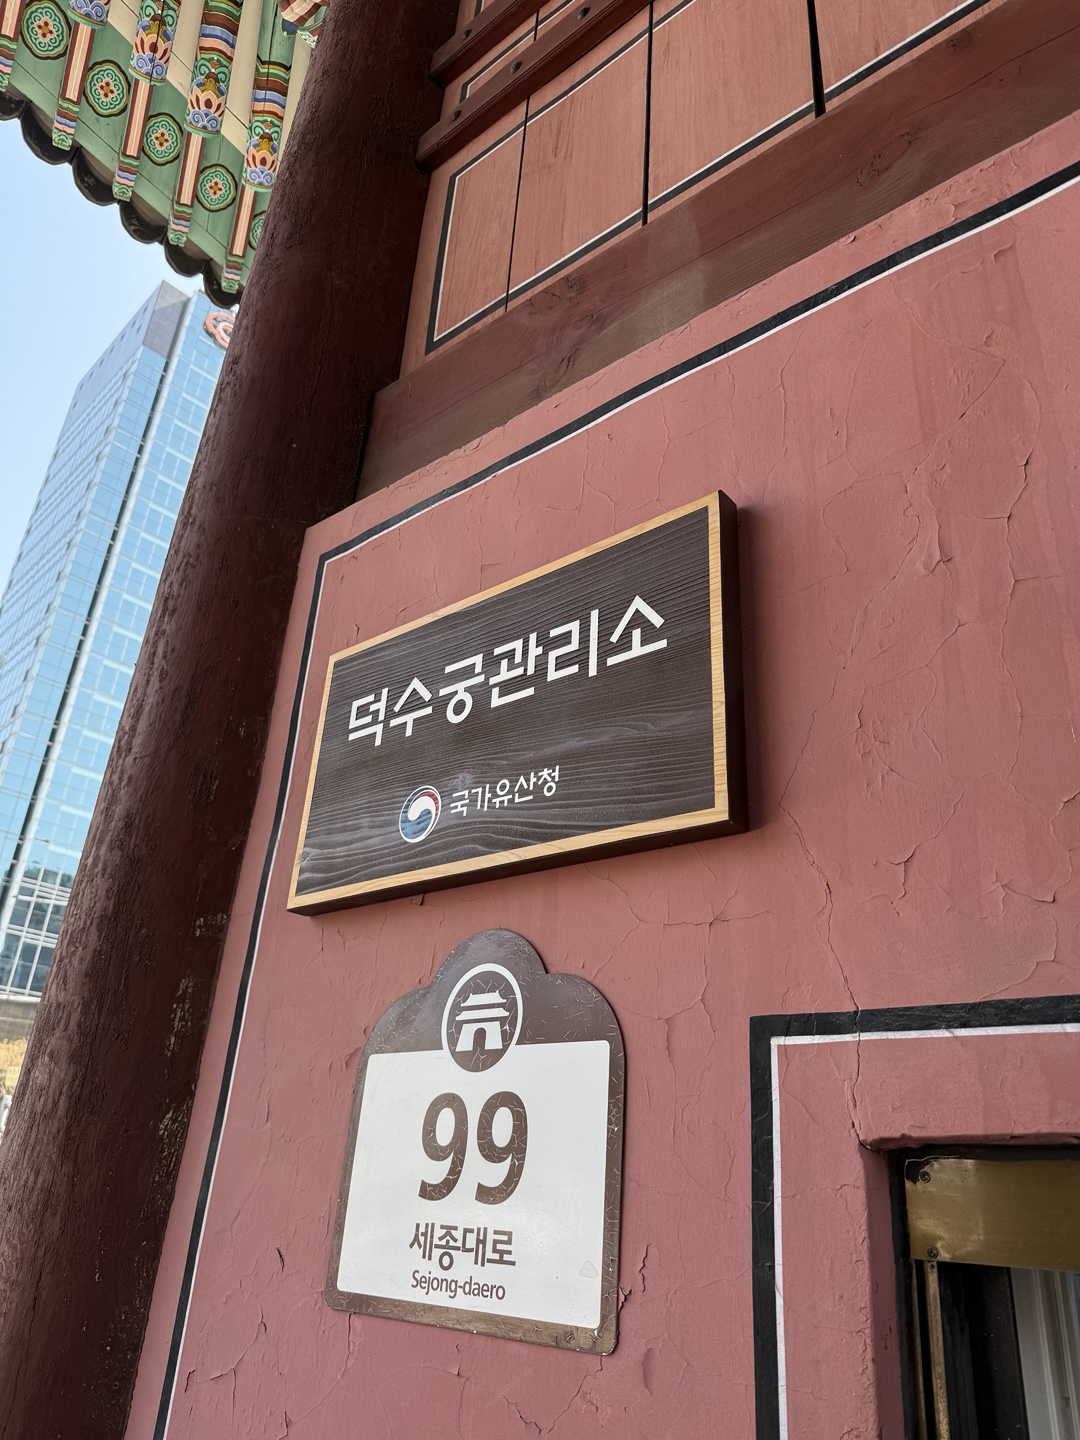 덕수궁관리소
국가유산청
99
세종대로
Sejong-daero